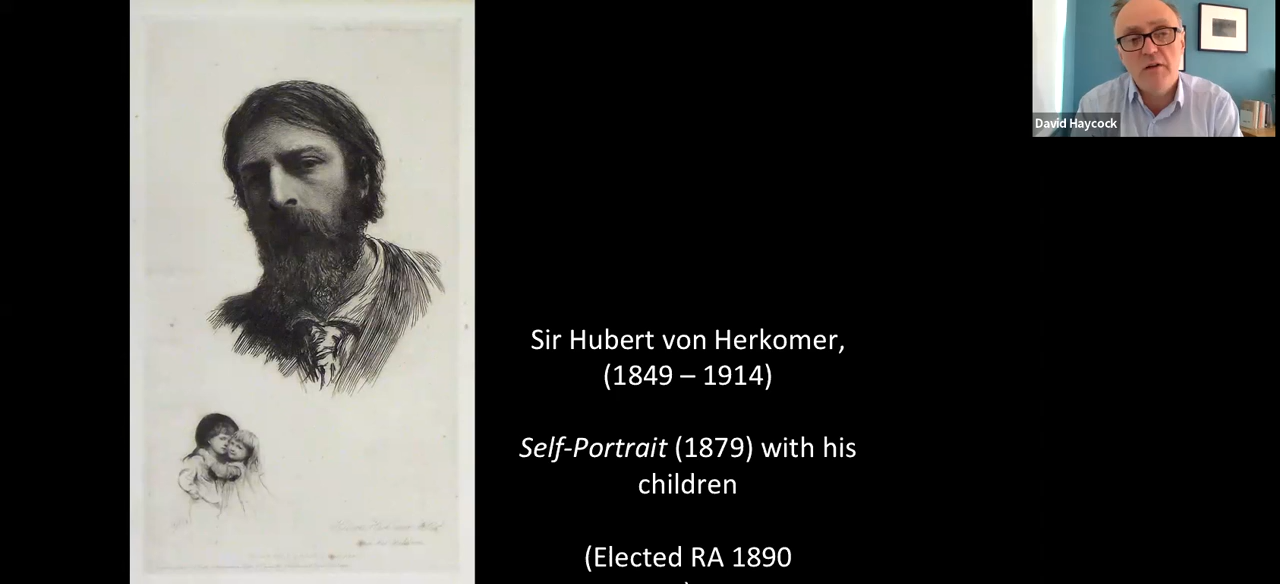 David Haycock
Sir Hubert von Herkomer,
(1849 – 1914)
Self-Portrait (1879) with his
children
(Elected RA 1890